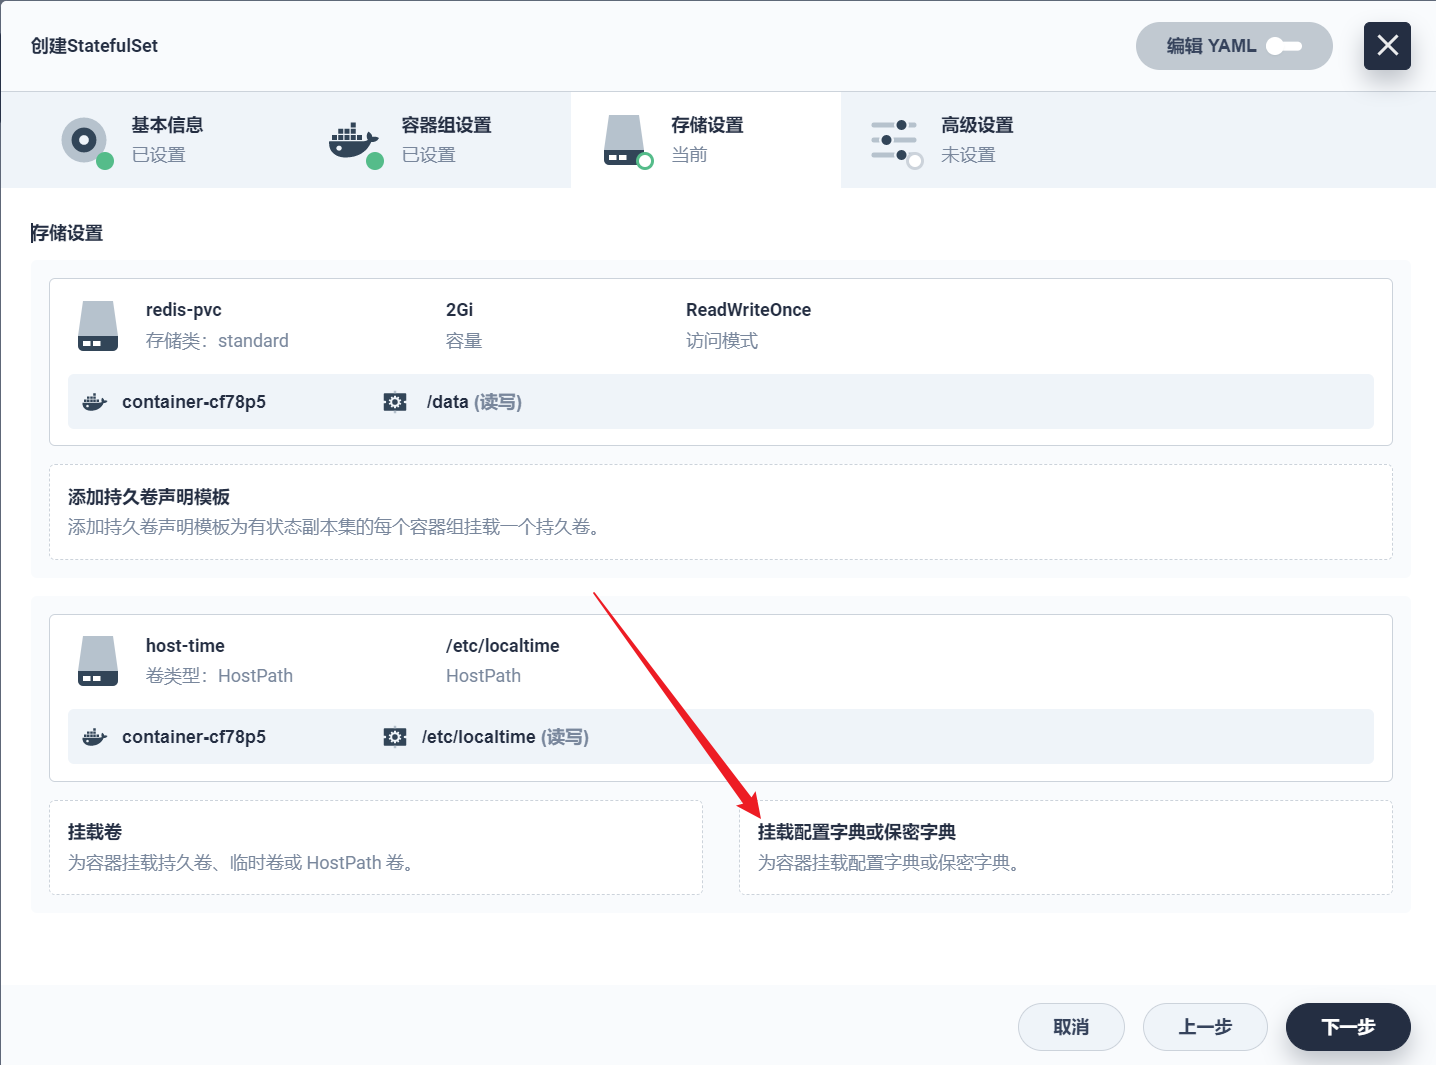 创建StatefulSet
编辑 YAML
基本信息
已设置
容器组设置
已设置
存储设置
当前
高级设置
未设置
存储设置
redis-pvc
存储类：standard
2Gi
容量
ReadWriteOnce
访问模式
container-cf78p5
/data (读写)
添加持久卷声明模板
添加持久卷声明模板为有状态副本集的每个容器组挂载一个持久卷。
host-time
卷类型：HostPath
/etc/localtime
HostPath
container-cf78p5
/etc/localtime (读写)
挂载卷
为容器挂载持久卷、临时卷或 HostPath 卷。
挂载配置字典或保密字典
为容器挂载配置字典或保密字典。
取消
上一步
下一步